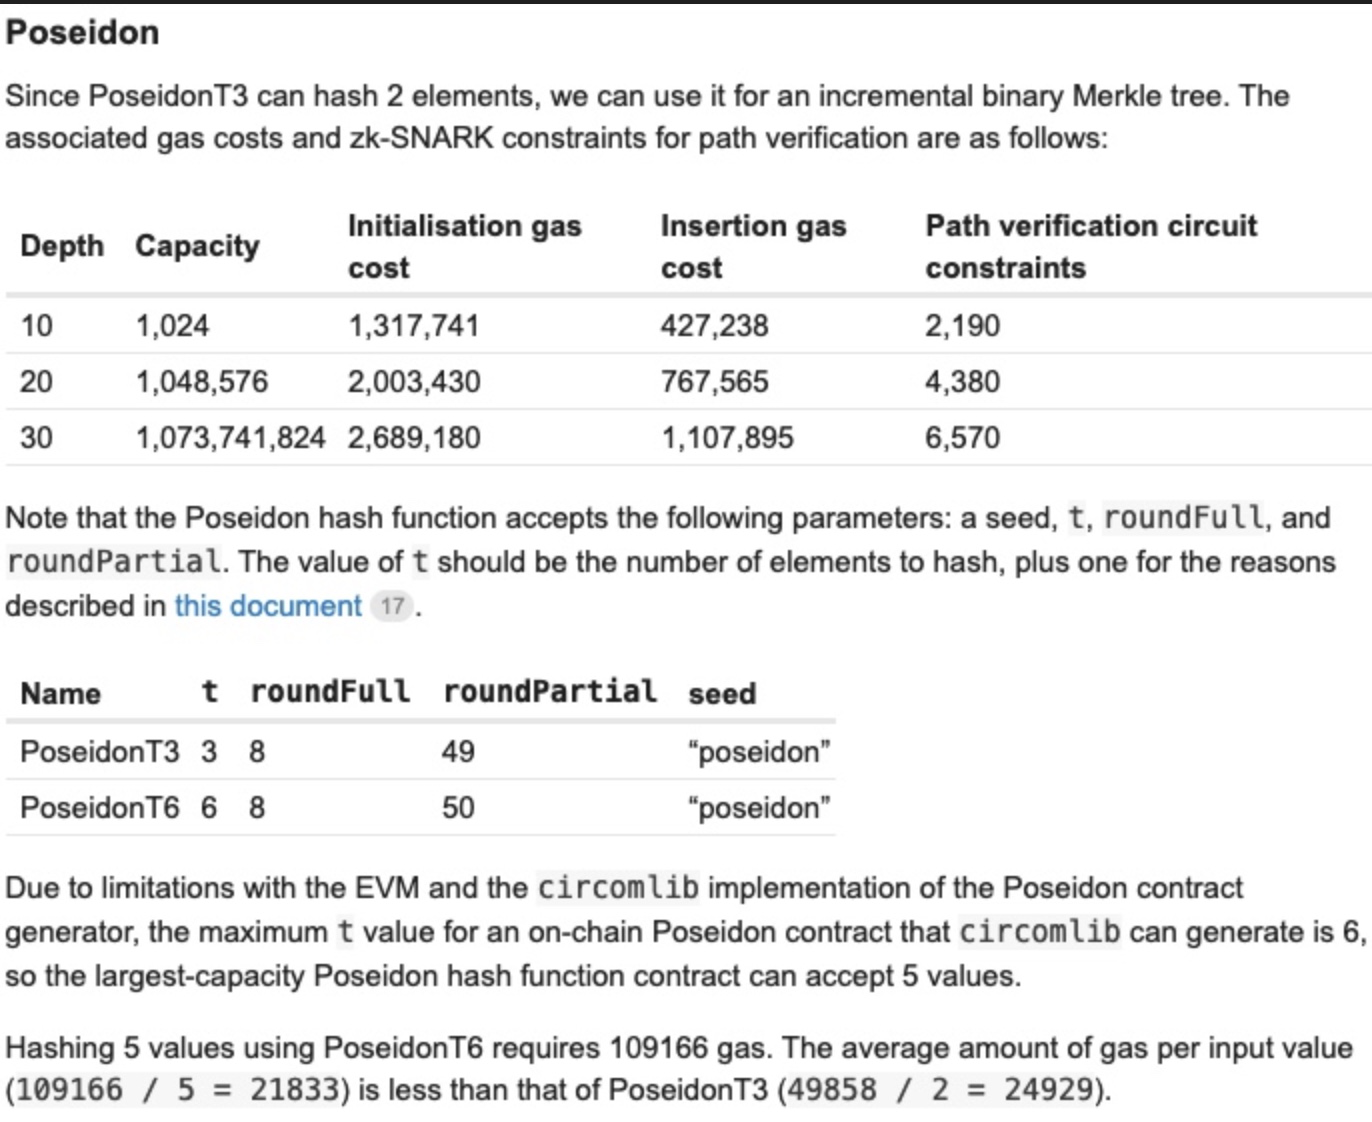 Poseidon
Since PoseidonT3 can hash 2 elements, we can use it for an incremental binary Merkle tree. The
associated gas costs and zk-SNARK constraints for path verification are as follows:
Depth Capacity Initialisation gas cost Insertion gas cost Path verification circuit constraints
10 1,024 1,317,741 427,238 2,190
20 1,048,576 2,003,430 767,565 4,380
30 1,073,741,824 2,689,180 1,107,895 6,570
Note that the Poseidon hash function accepts the following parameters: a seed, t, roundFull, and
roundPartial. The value of t should be the number of elements to hash, plus one for the reasons
described in this document 17 .
Name t roundFull roundPartial seed
PoseidonT3 3 8 49 “poseidon”
PoseidonT6 6 8 50 “poseidon”
Due to limitations with the EVM and the circomlib implementation of the Poseidon contract
generator, the maximum t value for an on-chain Poseidon contract that circomlib can generate is 6,
so the largest-capacity Poseidon hash function contract can accept 5 values.
Hashing 5 values using PoseidonT6 requires 109166 gas. The average amount of gas per input value
(109166 / 5 = 21833) is less than that of PoseidonT3 (49858 / 2 = 24929).